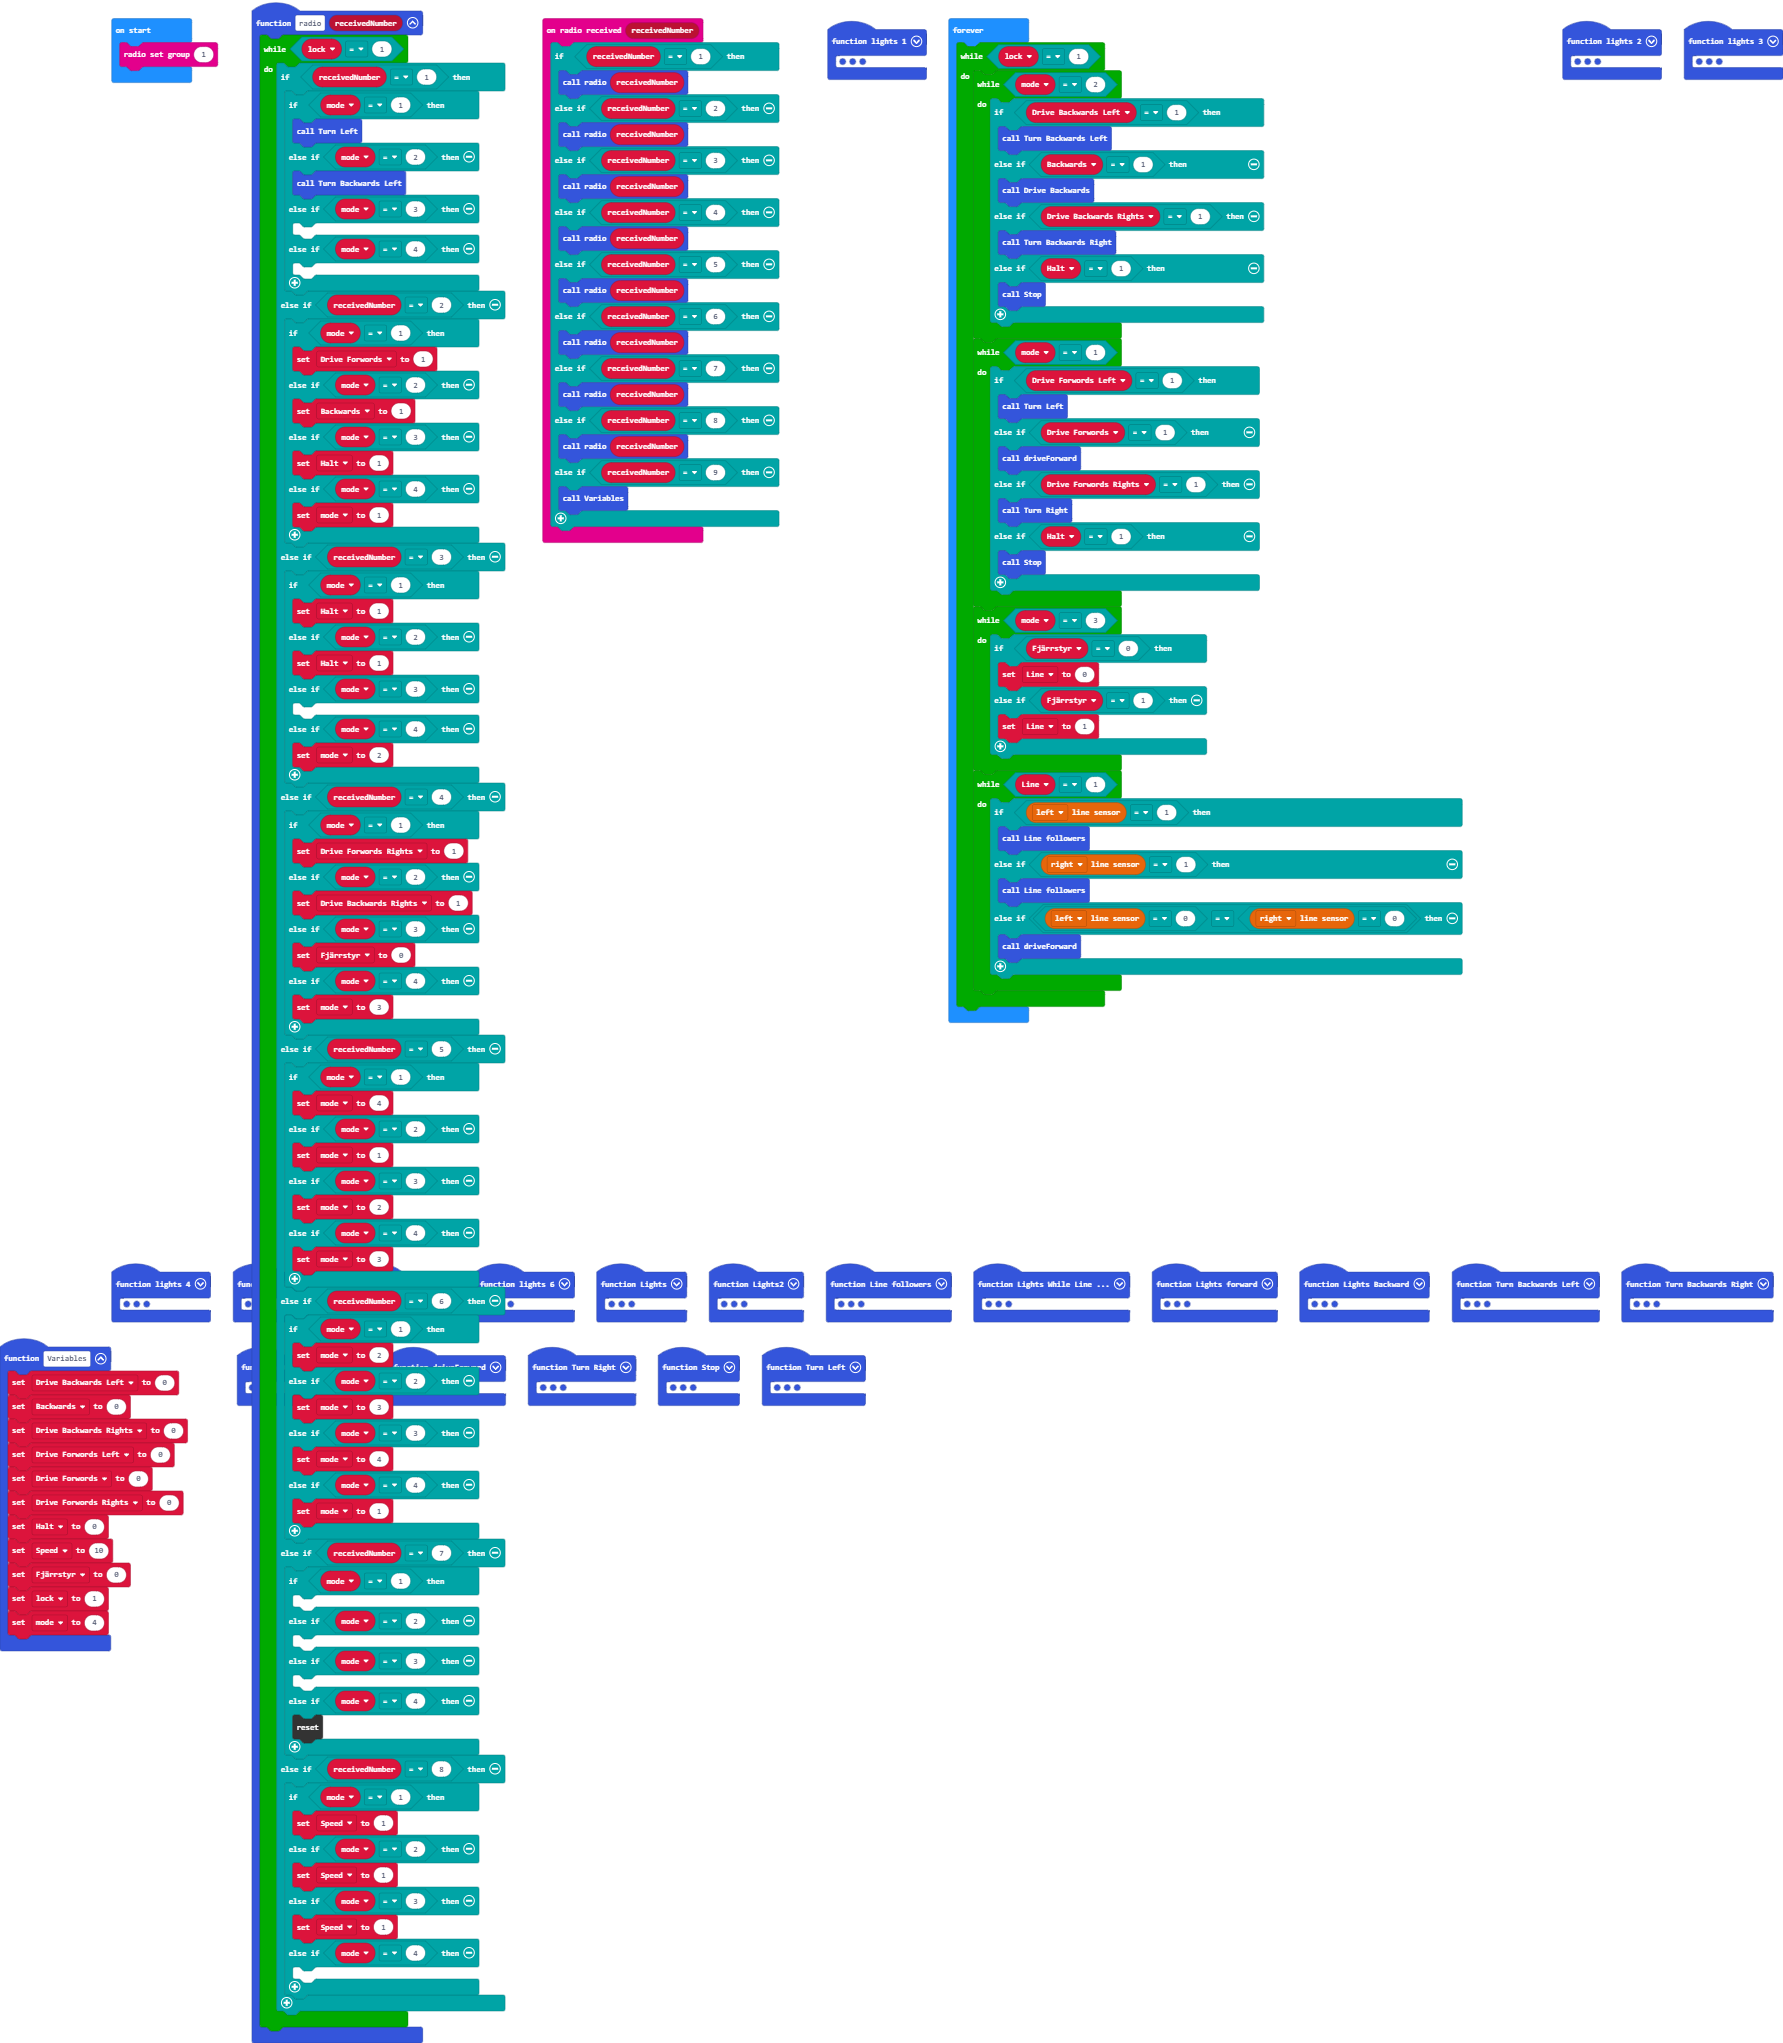 on start
radio set group 1
function radio receivedNumber
while lock = 1
do
if receivedNumber = 1 then
if mode = 1 then
call Turn Left
else if mode = 2 then
call Turn Backwards Left
else if mode = 3 then
else if mode = 4 then
else if receivedNumber = 2 then
if mode = 1 then
set Drive Forwords to 1
else if mode = 2 then
set Backwards to 1
else if mode = 3 then
set Halt to 1
else if mode = 4 then
set mode to 1
else if receivedNumber = 3 then
if mode = 1 then
set Halt to 1
else if mode = 2 then
set Halt to 1
else if mode = 3 then
else if mode = 4 then
set mode to 2
else if receivedNumber = 4 then
if mode = 1 then
set Drive Forwords Rights to 1
else if mode = 2 then
set Drive Backwards Rights to 1
else if mode = 3 then
set Fjärrstyr to 0
else if mode = 4 then
set mode to 3
else if receivedNumber = 5 then
if mode = 1 then
set mode to 4
else if mode = 2 then
set mode to 1
else if mode = 3 then
set mode to 2
else if mode = 4 then
set mode to 3
else if receivedNumber = 6 then
if mode = 1 then
set mode to 2
else if mode = 2 then
set mode to 3
else if mode = 3 then
set mode to 4
else if mode = 4 then
set mode to 1
else if receivedNumber = 7 then
if mode = 1 then
else if mode = 2 then
else if mode = 3 then
else if mode = 4 then
reset
else if receivedNumber = 8 then
if mode = 1 then
set Speed to 1
else if mode = 2 then
set Speed to 1
else if mode = 3 then
set Speed to 1
else if mode = 4 then
on radio received receivedNumber
if receivedNumber = 1 then
call radio receivedNumber
else if receivedNumber = 2 then
call radio receivedNumber
else if receivedNumber = 3 then
call radio receivedNumber
else if receivedNumber = 4 then
call radio receivedNumber
else if receivedNumber = 5 then
call radio receivedNumber
else if receivedNumber = 6 then
call radio receivedNumber
else if receivedNumber = 7 then
call radio receivedNumber
else if receivedNumber = 8 then
call radio receivedNumber
else if receivedNumber = 9 then
call Variables
function lights 1
forever
while lock = 1
do
while mode = 2
do
if Drive Backwards Left = 1 then
call Turn Backwards Left
else if Backwards = 1 then
call Drive Backwards
else if Drive Backwards Rights = 1 then
call Turn Backwards Right
else if Halt = 1 then
call Stop
while mode = 1
do
if Drive Forwords Left = 1 then
call Turn Left
else if Drive Forwords = 1 then
call driveForward
else if Drive Forwords Rights = 1 then
call Turn Right
else if Halt = 1 then
call Stop
while mode = 3
do
if Fjärrstyr = 0 then
set Line to 0
else if Fjärrstyr = 1 then
set Line to 1
while Line = 1
do
if left line sensor = 1 then
call Line followers
else if right line sensor = 1 then
call Line followers
else if left line sensor = 0 = right line sensor = 0 then
call driveForward
function lights 2
function lights 3
function lights 4
function lights 6
function Lights
function Lights2
function Line followers
function Lights While Line ...
function Lights forward
function Lights Backward
function Turn Backwards Left
function Turn Backwards Right
function Variables
set Drive Backwards Left to 0
set Backwards to 0
set Drive Backwards Rights to 0
set Drive Forwords Left to 0
set Drive Forwords to 0
set Drive Forwords Rights to 0
set Halt to 0
set Speed to 10
set Fjärrstyr to 0
set lock to 1
set mode to 4
function driveForward
function Turn Right
function Stop
function Turn Left